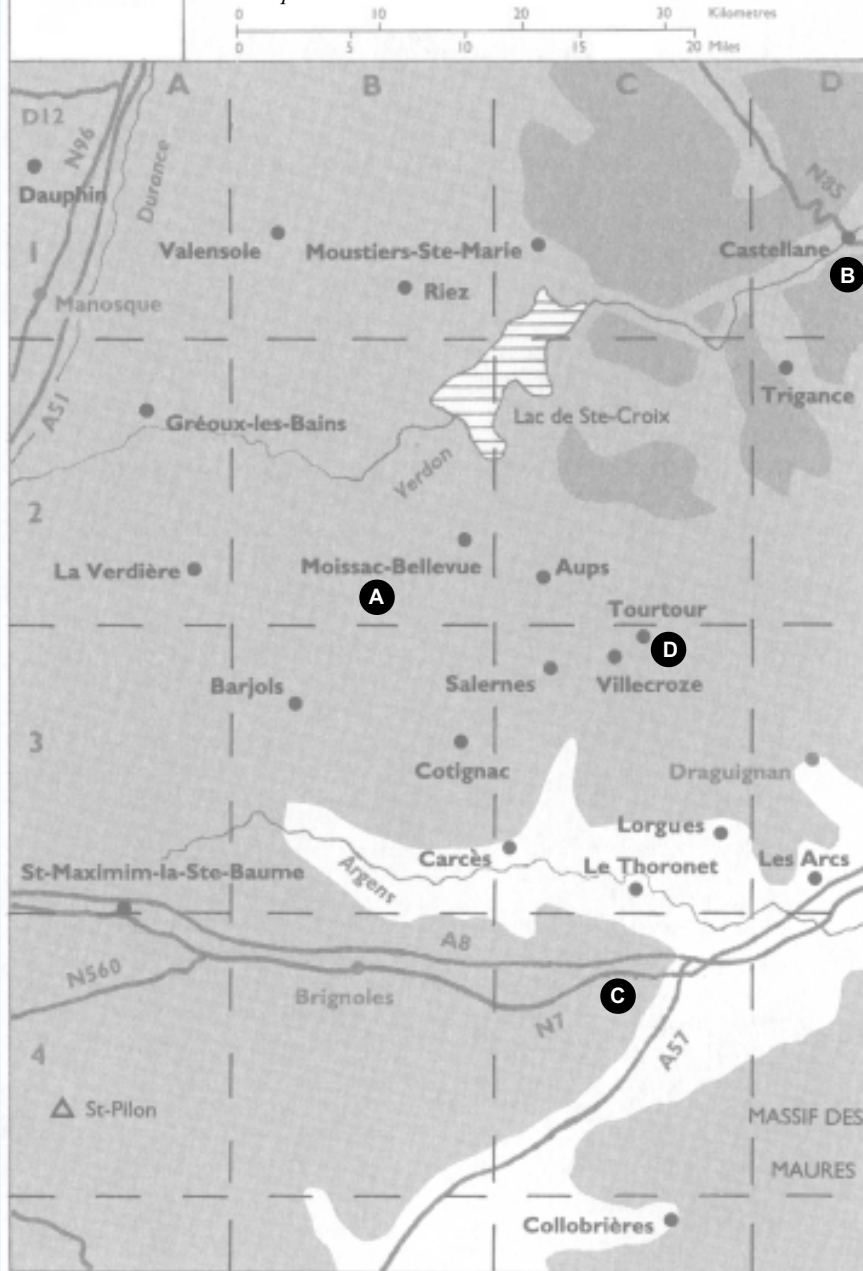 0 10 20 30 Kilometres
0 5 10 15 20 Miles
A B C D
D12
N96
Durance
N85
Dauphin
1
Valensole
Moustiers-Ste-Marie
Castellane
B
Riez
Manosque
Trigance
A51
Gréoux-les-Bains
Lac de Ste-Croix
Verdon
2
La Verdière
Moissac-Bellevue
Aups
A
Tourtour
D
Barjols
Salernes
Villecroze
3
Cotignac
Draguignan
Lorgues
Carcès
Le Thoronet
Les Arcs
St-Maximim-la-Ste-Baume
Argens
A8
N560
Brignoles
C
N7
A57
4
St-Pilon
MASSIF DES
MAURES
Collobrières